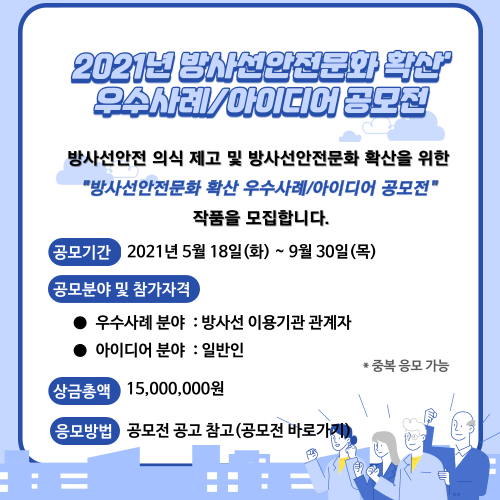 2021년 방사선안전문화 확산
우수사례/아이디어 공모전
방사선안전 의식 제고 및 방사선안전문화 확산을 위한
"방사선안전문화 확산 우수사례/아이디어 공모전"
작품을 모집합니다.
공모기간 2021년 5월 18일(화) ~ 9월 30일(목)
공모분야 및 참가자격
● 우수사례 분야 : 방사선 이용기관 관계자
● 아이디어 분야 : 일반인
* 중복 응모 가능
상금총액 15,000,000원
응모방법 공모전 공고 참고(공모전 바로가기)